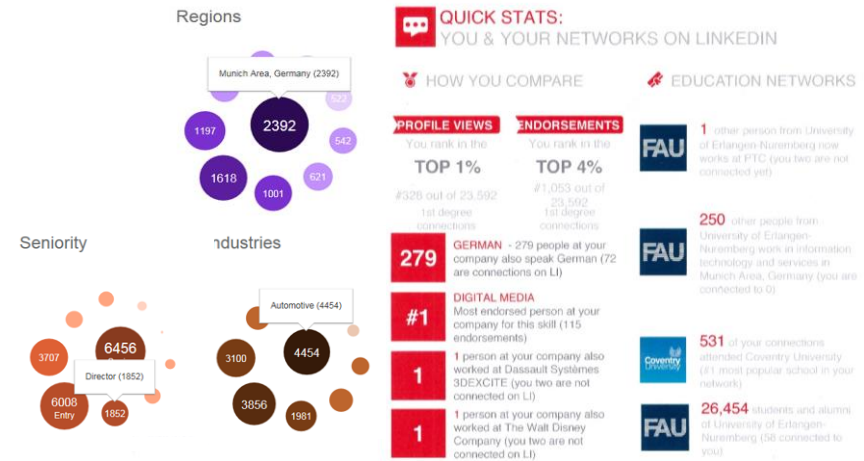 Regions
Munich Area, Germany (2392)
522
1197
2392
542
1618
621
1001
Seniority
ndustries
Automotive (4454)
6456
3707
Director (1852)
6008
Entry
1852
3100
4454
3856
1981
QUICK STATS:
YOU & YOUR NETWORKS ON LINKEDIN
HOW YOU COMPARE
PROFILE VIEWS
You rank in the
TOP 1%
#328 out of 23,592
1st degree
connections
ENDORSEMENTS
You rank in the
TOP 4%
#1,053 out of
23,592
1st degree
connections
279
GERMAN - 279 people at your
company also speak German (72
are connections on LI)
#1
DIGITAL MEDIA
Most endorsed person at your
company for this skill (115
endorsements)
1
1 person at your company also
worked at Dassault Systèmes
3DEXCITE (you two are not
connected on LI)
1
1 person at your company also
worked at The Walt Disney
Company (you two are not
connected on LI)
EDUCATION NETWORKS
FAU
1 other person from University
of Erlangen-Nuremberg now
works at PTC (you two are not
connected yet)
FAU
250 other people from
University of Erlangen-
Nuremberg work in information
technology and services in
Munich Area, Germany (you are
connected to 0)
Coventry
University
531 of your connections
attended Coventry University
(#1 most popular school in your
network)
FAU
26,454 students and alumni
of University of Erlangen-
Nuremberg (58 connected to
you)